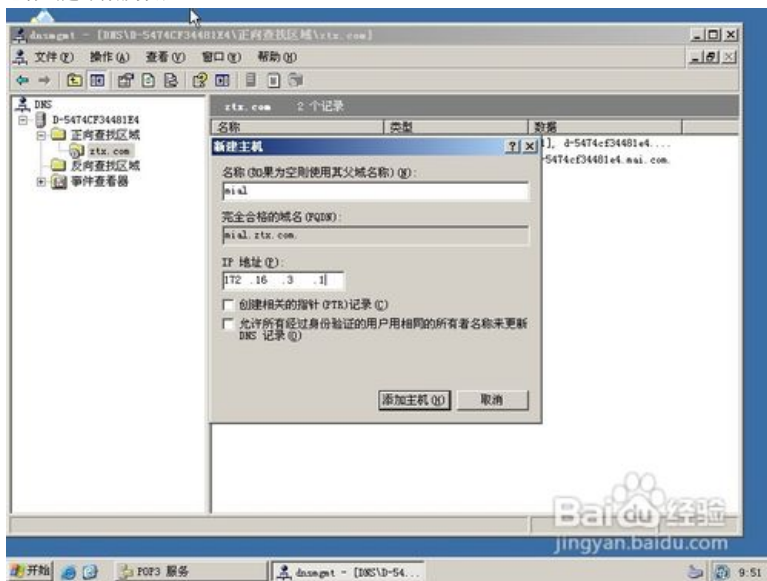 dnsmgmt - [DNS\D-5474CF34481E4\正向查找区域\ztx.com]
文件(F) 操作(A) 查看(V) 窗口(W) 帮助(H)
DNS
D-5474CF34481E4
正向查找区域
ztx.com
反向查找区域
事件查看器
ztx.com 2 个记录
名称 类型 数据
], d-5474cf34481e4....
-5474cf34481e4.mai.com.
新建主机
名称(如果为空则使用其父域名称)(N):
mial
完全合格的域名(FQDN):
mial.ztx.com.
IP 地址(P):
172 .16 .3 .1
创建相关的指针(PTR)记录(C)
允许所有经过身份验证的用户用相同的所有者名称来更新
DNS 记录(O)
添加主机(H) 取消
Baidu 经验
jingyan.baidu.com
开始 POP3 服务 dnsmgmt - [DNS\D-54... 9:51